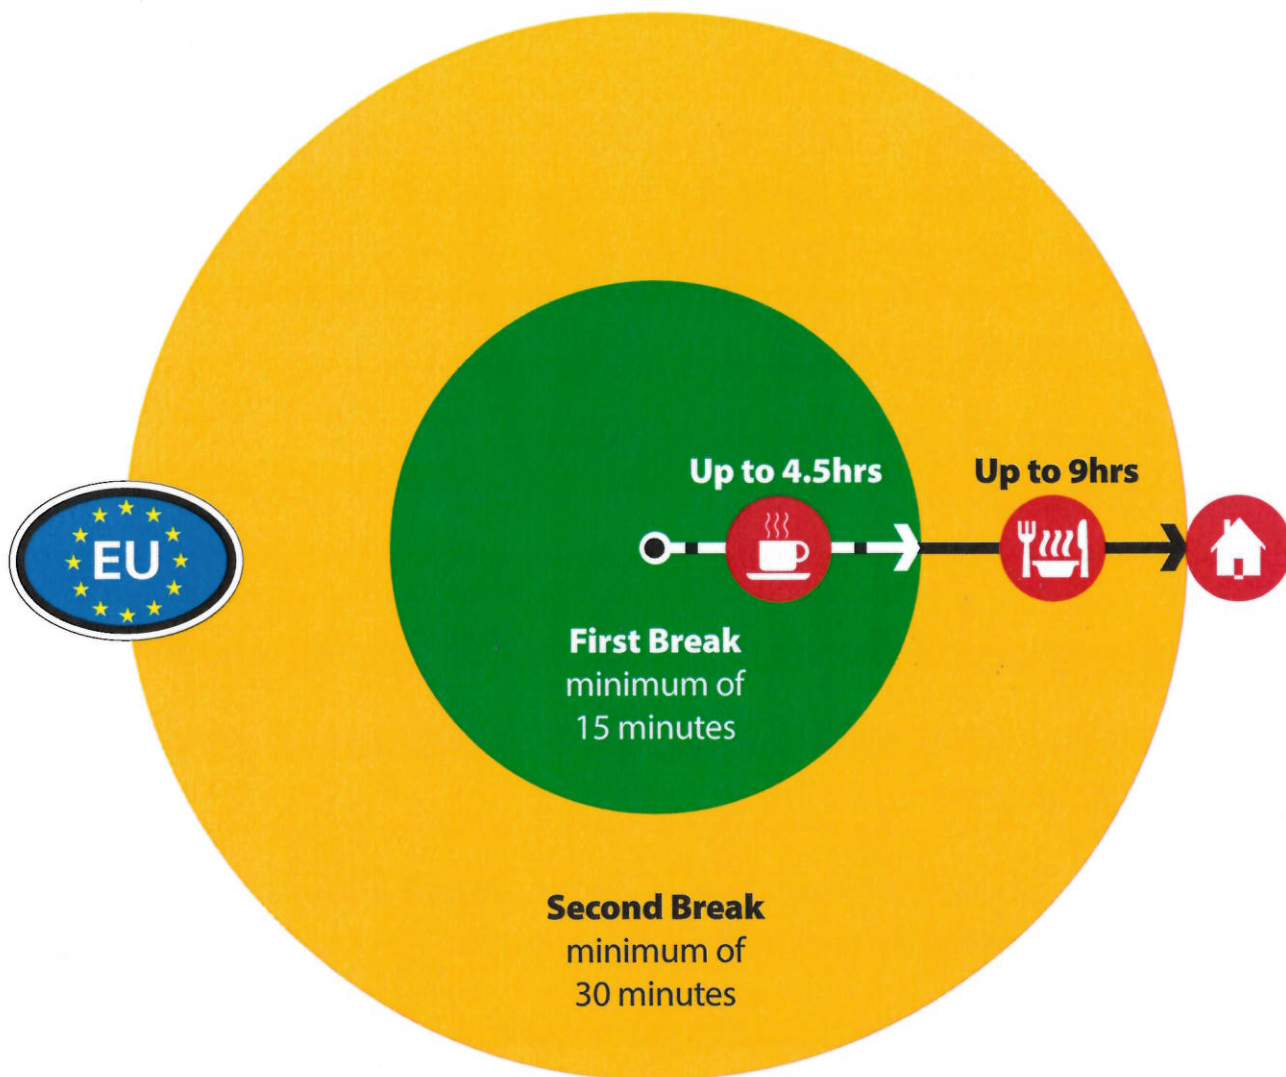 Up to 4.5hrs
Up to 9hrs
EU
First Break
minimum of
15 minutes
Second Break
minimum of
30 minutes